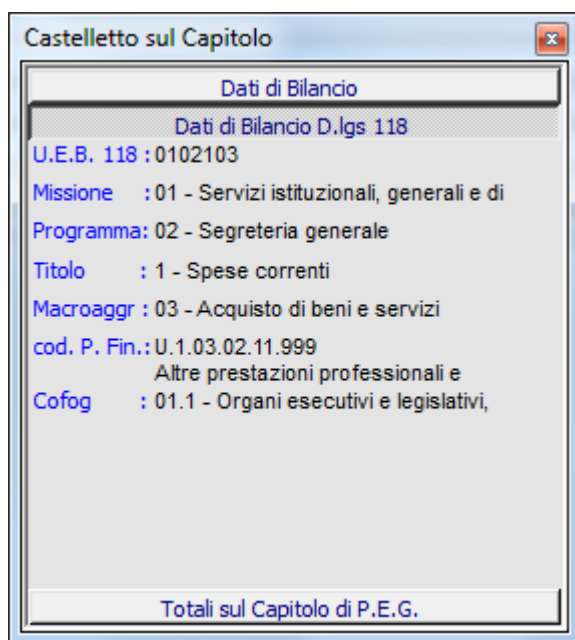 Castelletto sul Capitolo
Dati di Bilancio
Dati di Bilancio D.lgs 118
U.E.B. 118 : 0102103
Missione : 01 - Servizi istituzionali, generali e di
Programma: 02 - Segreteria generale
Titolo : 1 - Spese correnti
Macroaggr : 03 - Acquisto di beni e servizi
cod. P. Fin.: U.1.03.02.11.999
Altre prestazioni professionali e
Cofog : 01.1 - Organi esecutivi e legislativi,
Totali sul Capitolo di P.E.G.